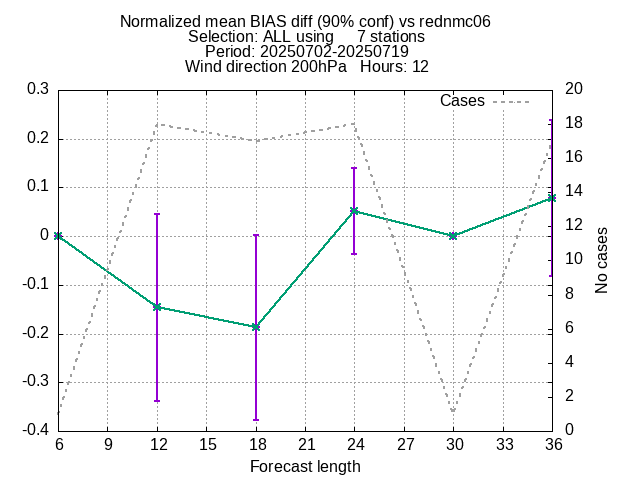 Normalized mean BIAS diff (90% conf) vs rednmc06
Selection: ALL using     7 stations
Period: 20250702-20250719
Wind direction 200hPa   Hours: 12
Cases
0.3
0.2
0.1
0
-0.1
-0.2
-0.3
-0.4
20
18
16
14
12
10
8
6
4
2
0
No cases
6 9 12 15 18 21 24 27 30 33 36
Forecast length